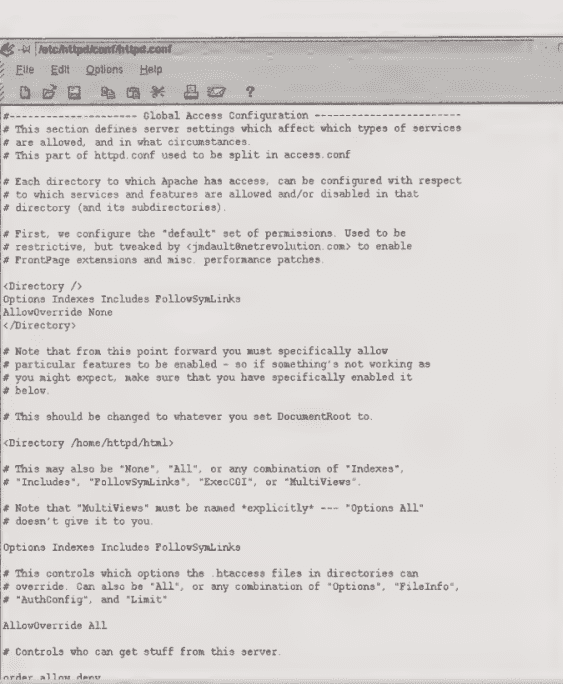 /etc/httpd/conf/httpd.conf
File Edit Options Help
#-------------------- Global Access Configuration -----------------------
# This section defines server settings which affect which types of services
# are allowed, and in what circumstances.
# This part of httpd.conf used to be split in access.conf
# Each directory to which Apache has access, can be configured with respect
# to which services and features are allowed and/or disabled in that
# directory (and its subdirectories).
# First, we configure the "default" set of permissions. Used to be
# restrictive, but tweaked by <jmdault@netrevolution.com> to enable
# FrontPage extensions and misc. performance patches.
<Directory />
Options Indexes Includes FollowSymLinks
AllowOverride None
</Directory>
# Note that from this point forward you must specifically allow
# particular features to be enabled - so if something's not working as
# you might expect, make sure that you have specifically enabled it
# below.
# This should be changed to whatever you set DocumentRoot to.
<Directory /home/httpd/html>
# This may also be "None", "All", or any combination of "Indexes",
# "Includes", "FollowSymLinks", "ExecCGI", or "MultiViews".
# Note that "MultiViews" must be named *explicitly* --- "Options All"
# doesn't give it to you.
Options Indexes Includes FollowSymLinks
# This controls which options the .htaccess files in directories can
# override. Can also be "All", or any combination of "Options", "FileInfo",
# "AuthConfig", and "Limit"
AllowOverride All
# Controls who can get stuff from this server.
order allow,deny